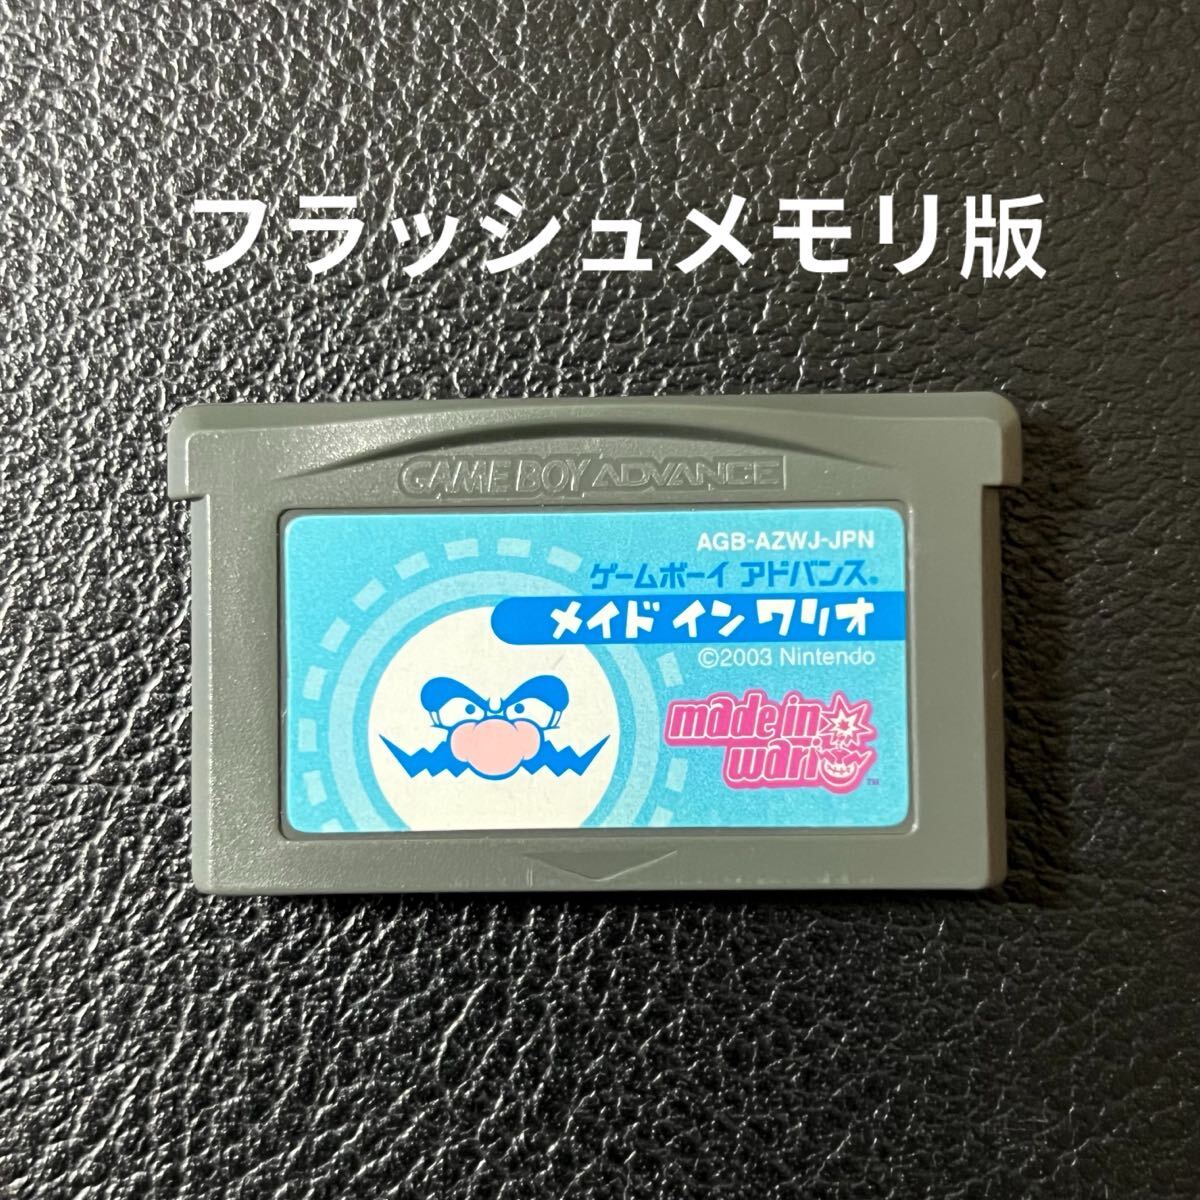 フラッシュメモリ版
GAME BOY ADVANCE
AGB-AZWJ-JPN
ゲームボーイ アドバンス®
メイド イン ワリオ
©2003 Nintendo
made in
wario™